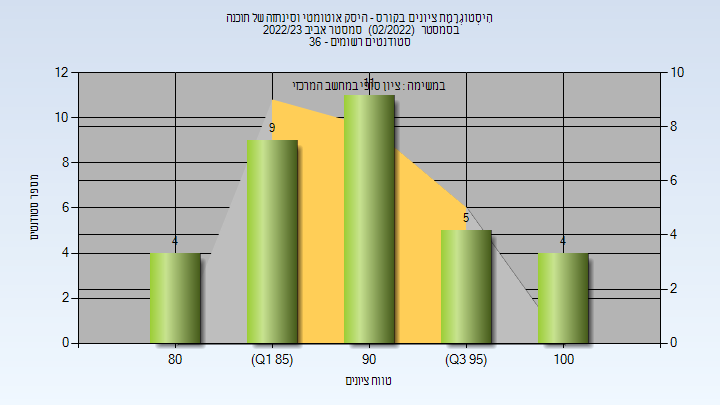 היסטוגרמת ציונים בקורס - היסק אוטומטי וסינתזה של תוכנה
בסמסטר (02/2022) סמסטר אביב 2022/23
סטודנטים רשומים - 36
במשימה : ציון סופי במחשב המרכזי
12
10
8
6
4
2
0
10
8
6
4
2
0
4
9
11
5
4
80
(Q1 85)
90
(Q3 95)
100
מספר סטודנטים
טווח ציונים